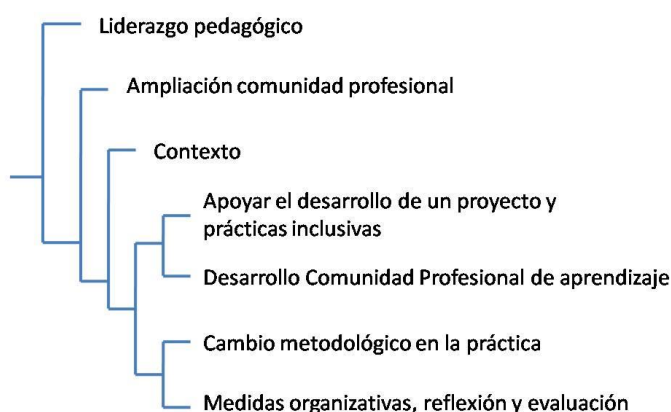 Liderazgo pedagógico
Ampliación comunidad profesional
Contexto
Apoyar el desarrollo de un proyecto y
prácticas inclusivas
Desarrollo Comunidad Profesional de aprendizaje
Cambio metodológico en la práctica
Medidas organizativas, reflexión y evaluación